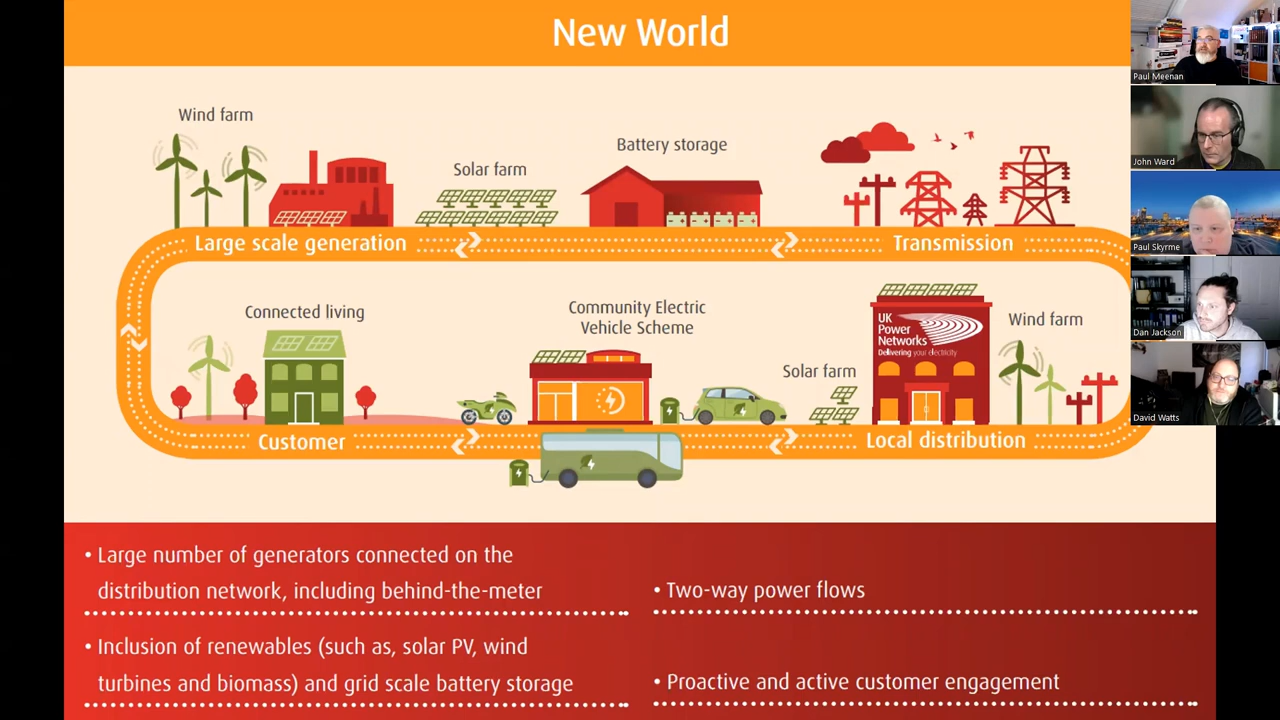 New World
Wind farm
Solar farm
Battery storage
Large scale generation
Transmission
Connected living
Community Electric
Vehicle Scheme
Solar farm
UK
Power
Networks
Delivering your electricity
Wind farm
Customer
Local distribution
• Large number of generators connected on the
distribution network, including behind-the-meter
• Two-way power flows
• Inclusion of renewables (such as, solar PV, wind
turbines and biomass) and grid scale battery storage
• Proactive and active customer engagement
Paul Meenan
John Ward
Paul Skyrme
Dan Jackson
David Watts